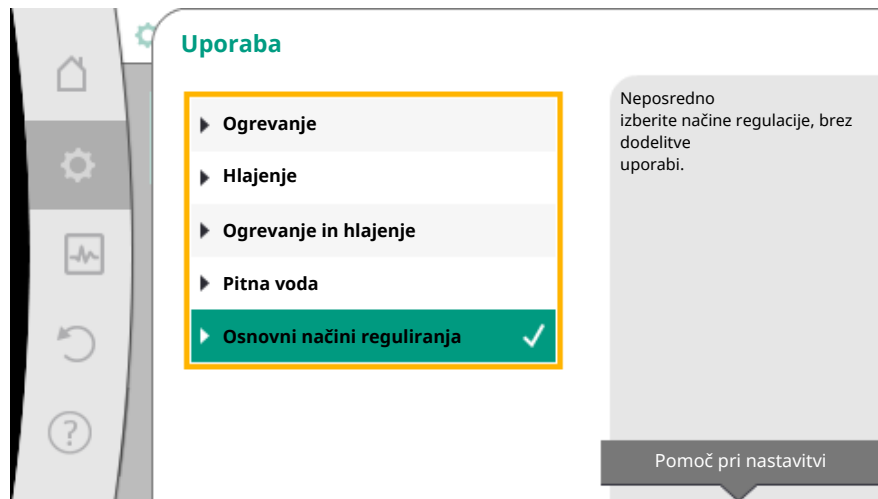 Uporaba
Ogrevanje
Hlajenje
Ogrevanje in hlajenje
Pitna voda
Osnovni načini reguliranja
Neposredno
izberite načine regulacije, brez
dodelitve
uporabi.
Pomoč pri nastavitvi
?